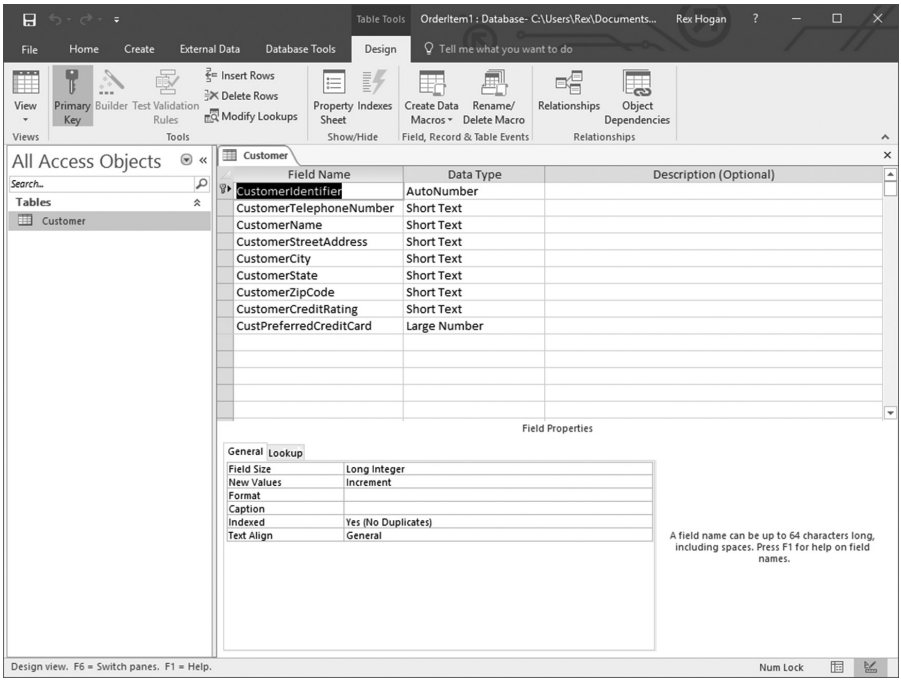 Table Tools OrderItem1 : Database- C:\Users\Rex\Documents... Rex Hogan ?
File Home Create External Data Database Tools Design Tell me what you want to do
View
Primary Key
Builder
Test Validation Rules
Insert Rows
Delete Rows
Modify Lookups
Property Sheet
Indexes
Create Data Macros
Rename/ Delete Macro
Relationships
Object Dependencies
Views Tools Show/Hide Field, Record & Table Events Relationships
All Access Objects
Search...
Tables
Customer
Customer
Field Name Data Type Description (Optional)
CustomerIdentifier AutoNumber
CustomerTelephoneNumber Short Text
CustomerName Short Text
CustomerStreetAddress Short Text
CustomerCity Short Text
CustomerState Short Text
CustomerZipCode Short Text
CustomerCreditRating Short Text
CustPreferredCreditCard Large Number
Field Properties
General Lookup
Field Size Long Integer
New Values Increment
Format
Caption
Indexed Yes (No Duplicates)
Text Align General
A field name can be up to 64 characters long,
including spaces. Press F1 for help on field
names.
Design view. F6 = Switch panes. F1 = Help. Num Lock